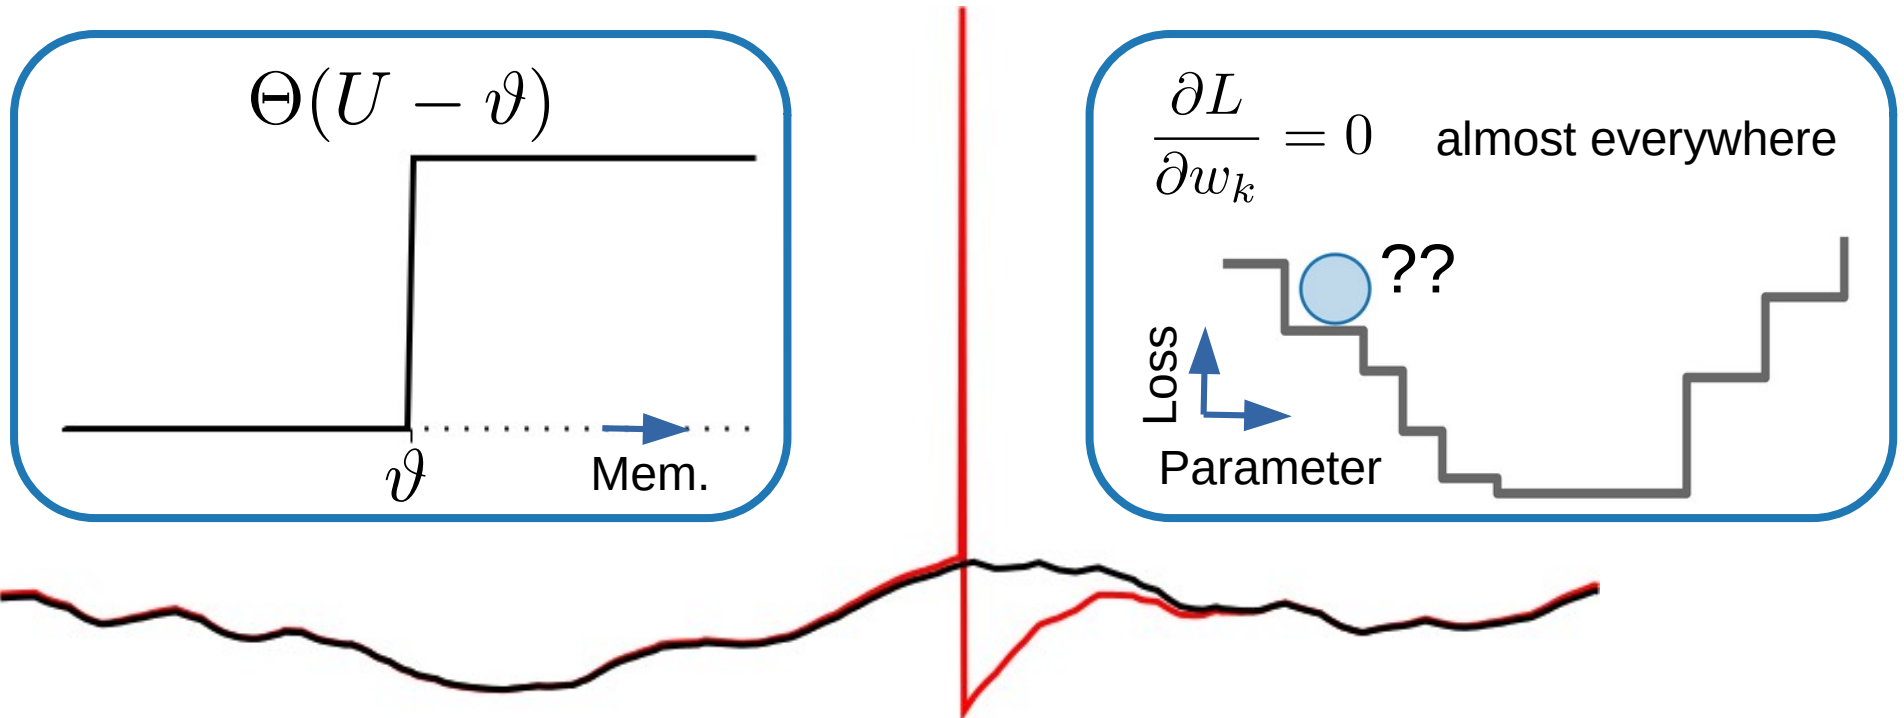 Θ(U − ϑ)
ϑ
Mem.
∂L/∂w_k = 0 almost everywhere
??
Loss
Parameter